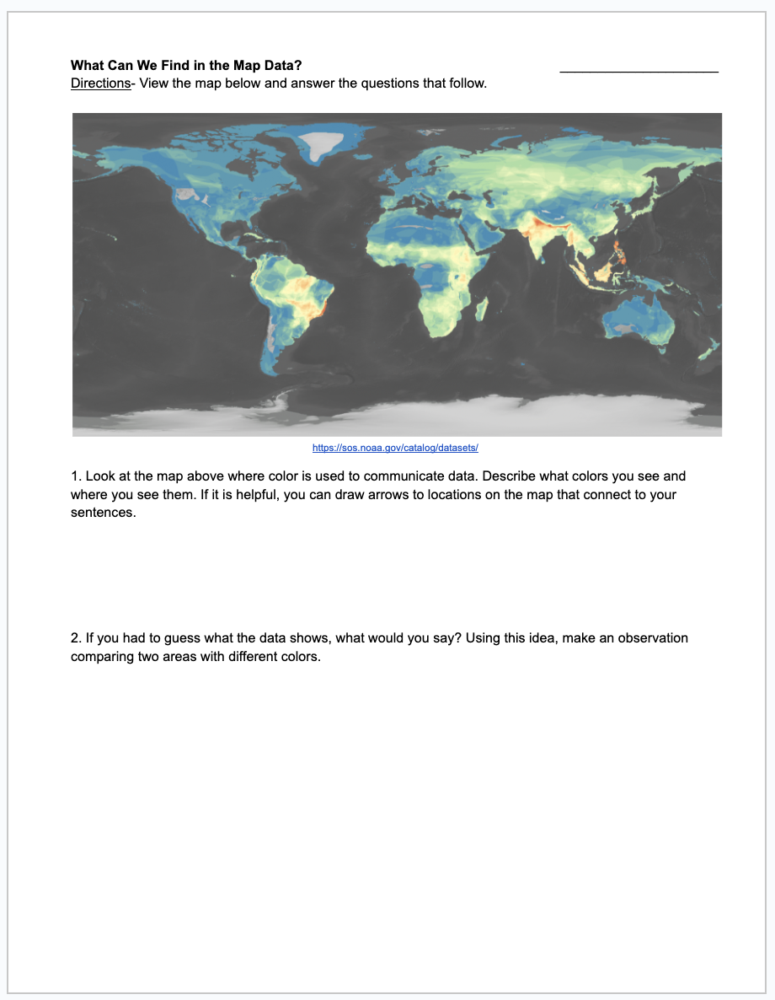 What Can We Find in the Map Data?
Directions- View the map below and answer the questions that follow.
https://sos.noaa.gov/catalog/datasets/
1. Look at the map above where color is used to communicate data. Describe what colors you see and
where you see them. If it is helpful, you can draw arrows to locations on the map that connect to your
sentences.
2. If you had to guess what the data shows, what would you say? Using this idea, make an observation
comparing two areas with different colors.